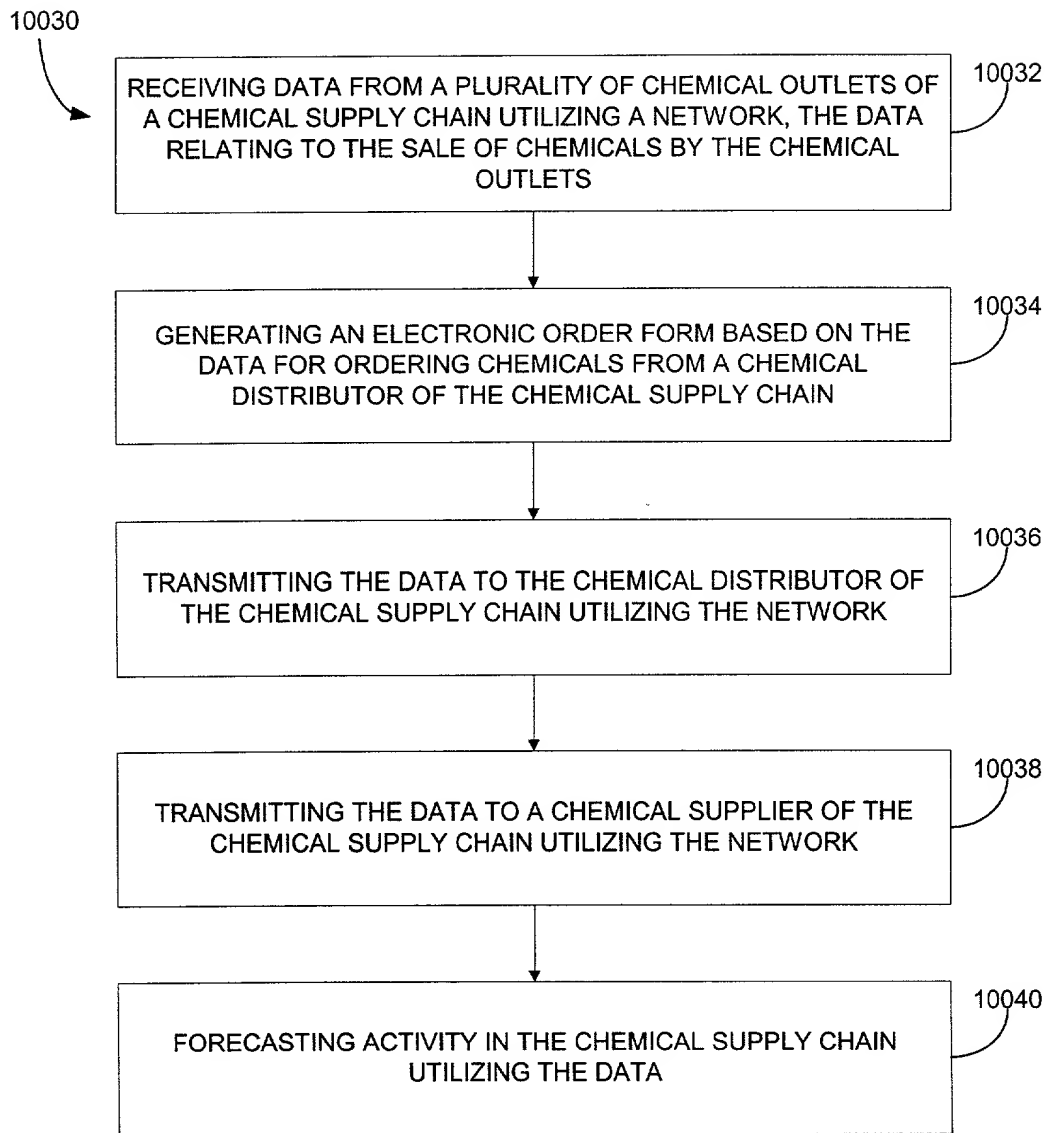 10030
RECEIVING DATA FROM A PLURALITY OF CHEMICAL OUTLETS OF
A CHEMICAL SUPPLY CHAIN UTILIZING A NETWORK, THE DATA
RELATING TO THE SALE OF CHEMICALS BY THE CHEMICAL
OUTLETS
10032
GENERATING AN ELECTRONIC ORDER FORM BASED ON THE
DATA FOR ORDERING CHEMICALS FROM A CHEMICAL
DISTRIBUTOR OF THE CHEMICAL SUPPLY CHAIN
10034
TRANSMITTING THE DATA TO THE CHEMICAL DISTRIBUTOR OF
THE CHEMICAL SUPPLY CHAIN UTILIZING THE NETWORK
10036
TRANSMITTING THE DATA TO A CHEMICAL SUPPLIER OF THE
CHEMICAL SUPPLY CHAIN UTILIZING THE NETWORK
10038
FORECASTING ACTIVITY IN THE CHEMICAL SUPPLY CHAIN
UTILIZING THE DATA
10040